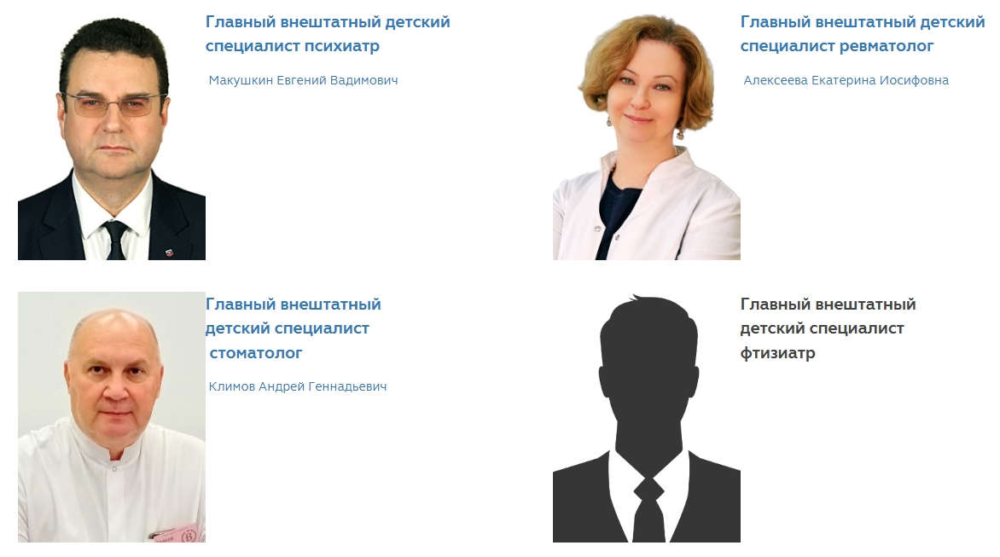 Главный внештатный детский
специалист психиатр
Макушкин Евгений Вадимович
Главный внештатный детский
специалист ревматолог
Алексеева Екатерина Иосифовна
Главный внештатный
детский специалист
стоматолог
Климов Андрей Геннадьевич
Главный внештатный
детский специалист
фтизиатр